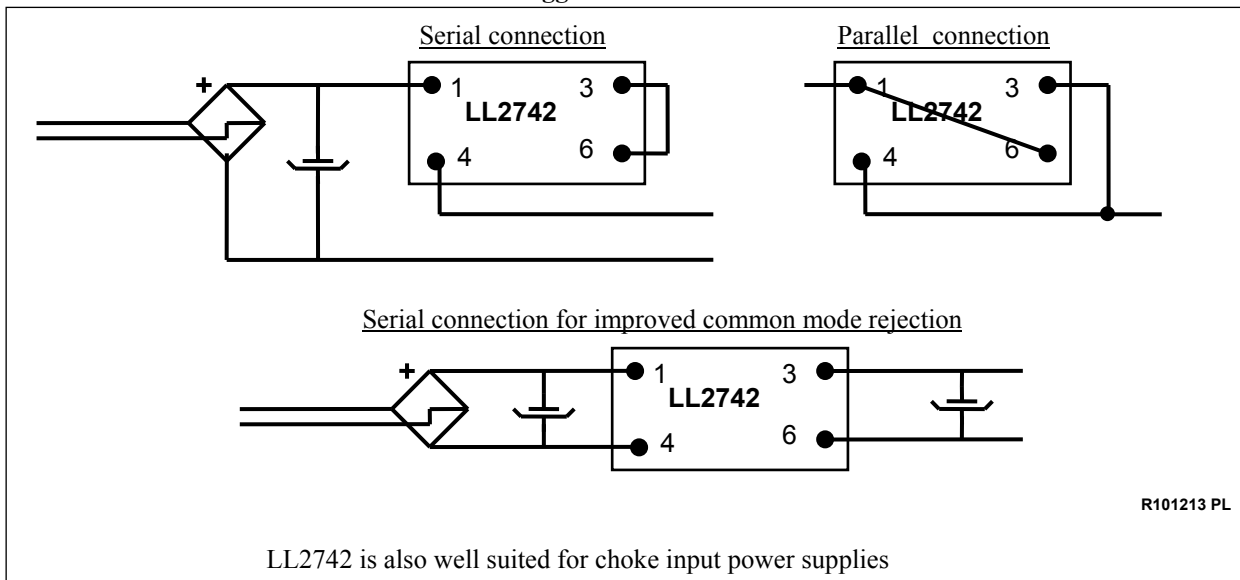 Serial connection
Parallel  connection
+
1
3
LL2742
4
6
1
3
LL2742
4
6
Serial connection for improved common mode rejection
+
1
3
LL2742
4
6
R101213 PL
LL2742 is also well suited for choke input power supplies